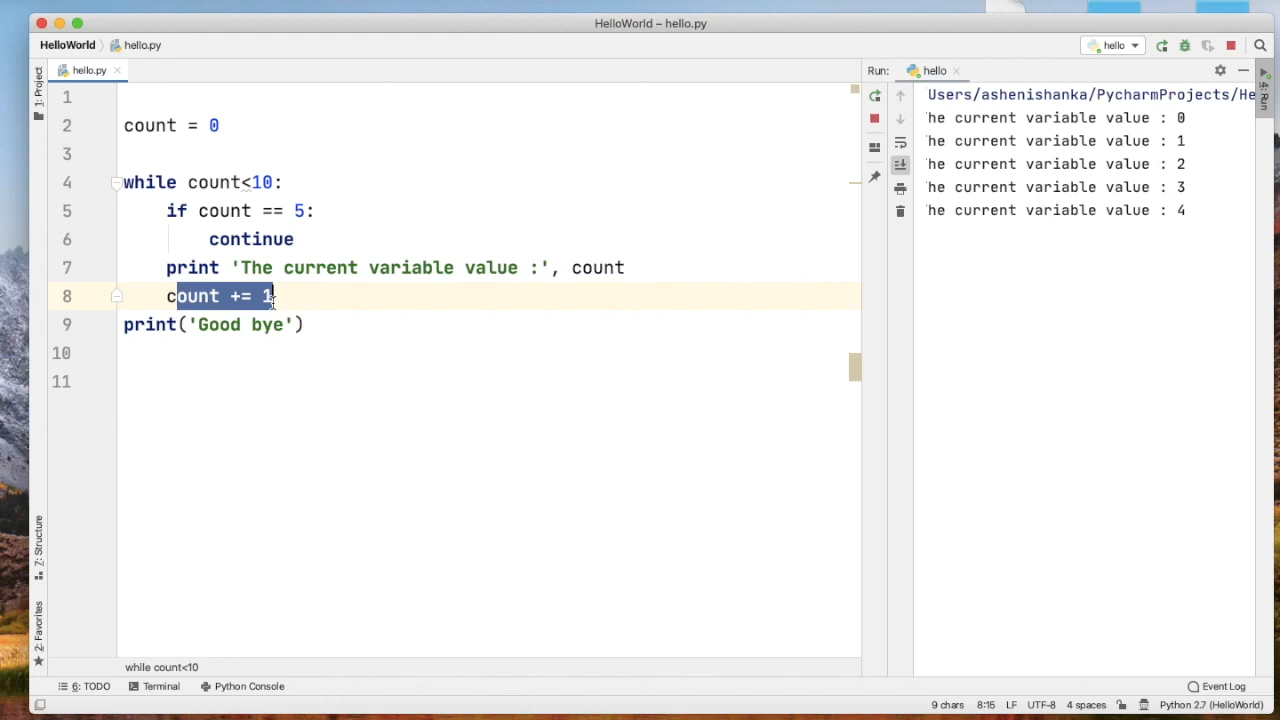 HelloWorld – hello.py
HelloWorld hello.py hello
hello.py
Run: hello
1: Project
1
2 count = 0
3
4 while count<10:
5 if count == 5:
6 continue
7 print 'The current variable value :', count
8 count += 1
9 print('Good bye')
10
11
Users/ashenishanka/PycharmProjects/He
he current variable value : 0
he current variable value : 1
he current variable value : 2
he current variable value : 3
he current variable value : 4
4: Run
Z: Structure
2: Favorites
while count<10
6: TODO Terminal Python Console Event Log
9 chars 8:15 LF UTF-8 4 spaces Python 2.7 (HelloWorld)